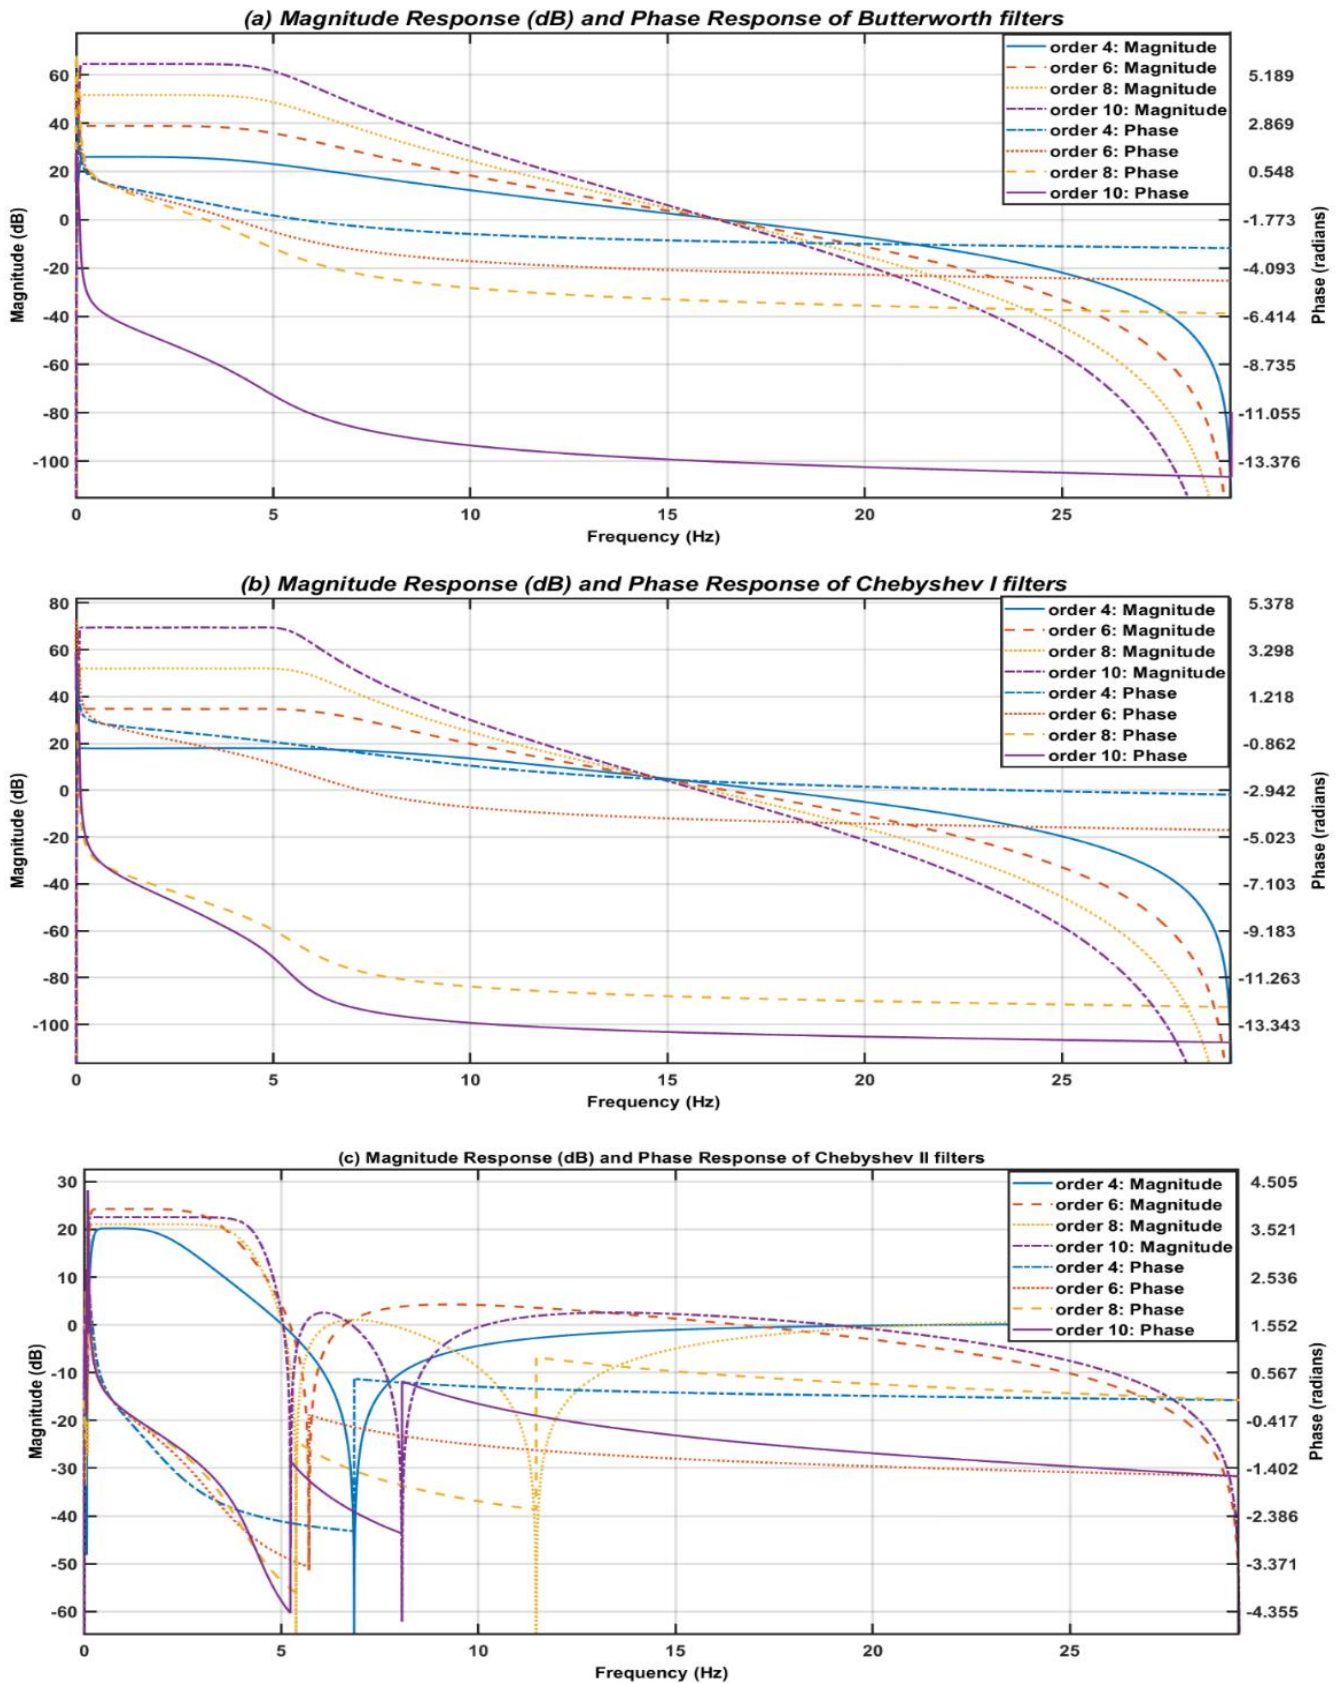 (a) Magnitude Response (dB) and Phase Response of Butterworth filters
order 4: Magnitude
order 6: Magnitude
order 8: Magnitude
order 10: Magnitude
order 4: Phase
order 6: Phase
order 8: Phase
order 10: Phase
60
40
20
0
-20
-40
-60
-80
-100
Magnitude (dB)
5.189
2.869
0.548
-1.773
-4.093
-6.414
-8.735
-11.055
-13.376
Phase (radians)
0 5 10 15 20 25
Frequency (Hz)
(b) Magnitude Response (dB) and Phase Response of Chebyshev I filters
order 4: Magnitude
order 6: Magnitude
order 8: Magnitude
order 10: Magnitude
order 4: Phase
order 6: Phase
order 8: Phase
order 10: Phase
80
60
40
20
0
-20
-40
-60
-80
-100
Magnitude (dB)
5.378
3.298
1.218
-0.862
-2.942
-5.023
-7.103
-9.183
-11.263
-13.343
Phase (radians)
0 5 10 15 20 25
Frequency (Hz)
(c) Magnitude Response (dB) and Phase Response of Chebyshev II filters
order 4: Magnitude
order 6: Magnitude
order 8: Magnitude
order 10: Magnitude
order 4: Phase
order 6: Phase
order 8: Phase
order 10: Phase
30
20
10
0
-10
-20
-30
-40
-50
-60
Magnitude (dB)
4.505
3.521
2.536
1.552
0.567
-0.417
-1.402
-2.386
-3.371
-4.355
Phase (radians)
0 5 10 15 20 25
Frequency (Hz)